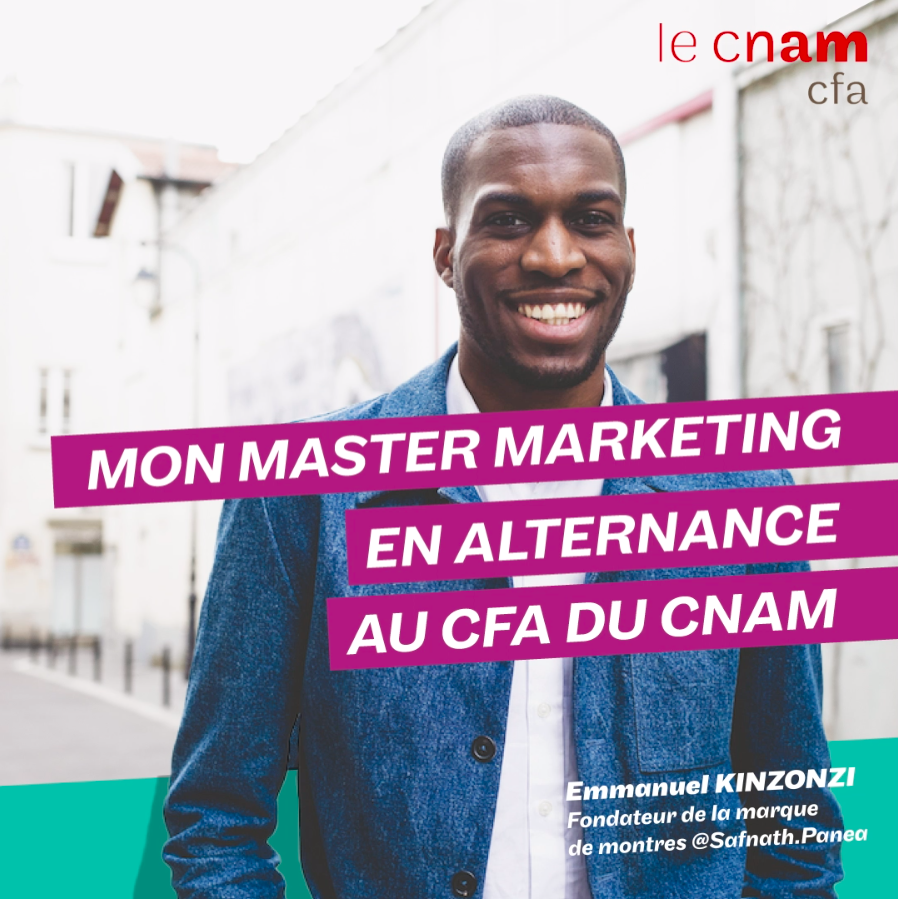 le cnam
cfa
MON MASTER MARKETING
EN ALTERNANCE
AU CFA DU CNAM
Emmanuel KINZONZI
Fondateur de la marque
de montres @Safnath.Panea